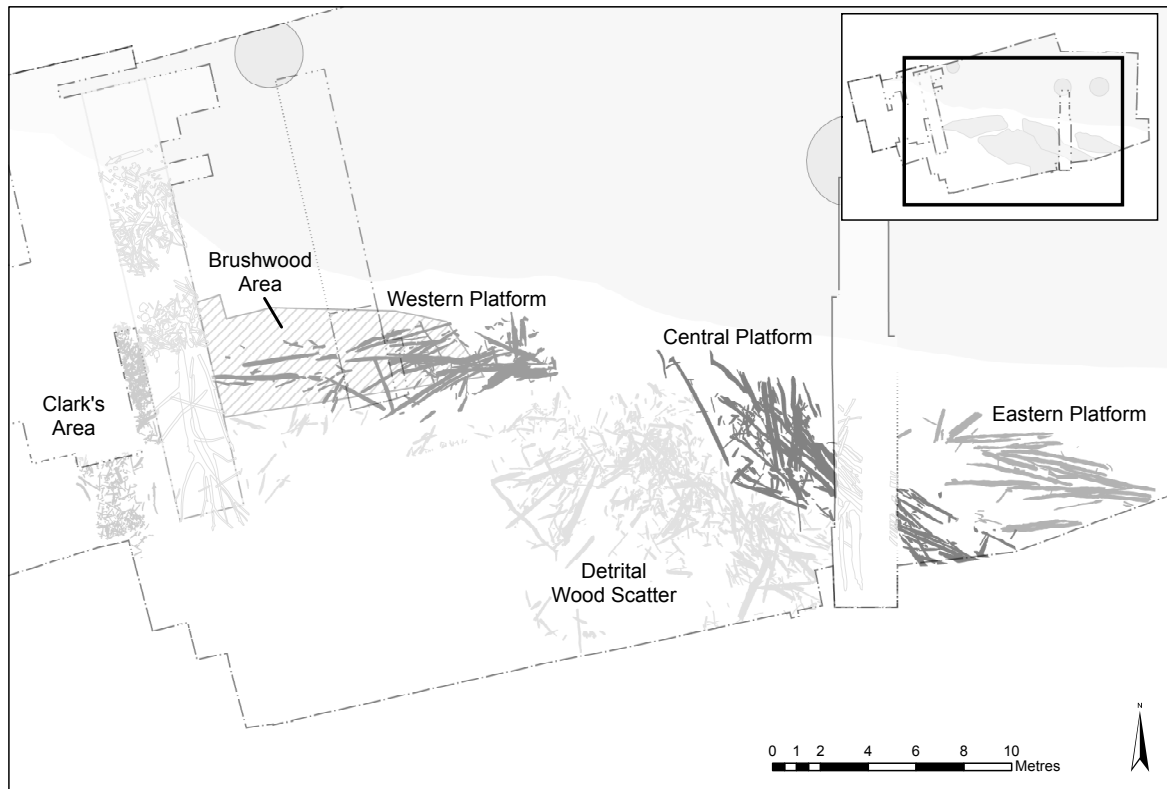 Brushwood
Area
Western Platform
Central Platform
Clark's
Area
Eastern Platform
Detrital
Wood Scatter
N
0 1 2 4 6 8 10
Metres